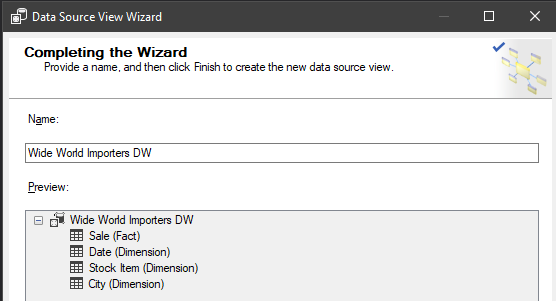 Data Source View Wizard
Completing the Wizard
Provide a name, and then click Finish to create the new data source view.
Name:
Wide World Importers DW
Preview:
Wide World Importers DW
Sale (Fact)
Date (Dimension)
Stock Item (Dimension)
City (Dimension)